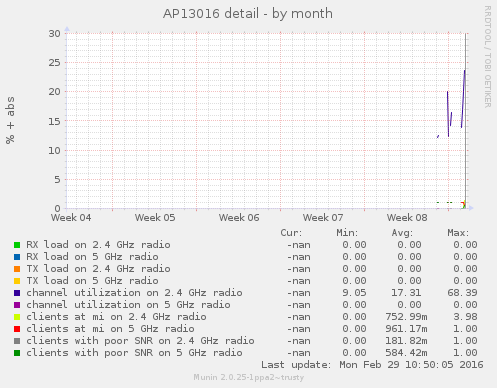 AP13016 detail - by month
RRDTOOL / TOBI OETIKER
% + abs
30
25
20
15
10
5
0
Week 04 Week 05 Week 06 Week 07 Week 08
Cur: Min: Avg: Max:
RX load on 2.4 GHz radio -nan 0.00 0.00 0.00
RX load on 5 GHz radio -nan 0.00 0.00 0.00
TX load on 2.4 GHz radio -nan 0.00 0.00 0.00
TX load on 5 GHz radio -nan 0.00 0.00 0.00
channel utilization on 2.4 GHz radio -nan 9.05 17.31 68.39
channel utilization on 5 GHz radio -nan 0.00 0.00 0.00
clients at mi on 2.4 GHz radio -nan 0.00 752.99m 3.98
clients at mi on 5 GHz radio -nan 0.00 961.17m 1.00
clients with poor SNR on 2.4 GHz radio -nan 0.00 181.82m 1.00
clients with poor SNR on 5 GHz radio -nan 0.00 584.42m 1.00
Last update: Mon Feb 29 10:50:05 2016
Munin 2.0.25-1ppa2~trusty